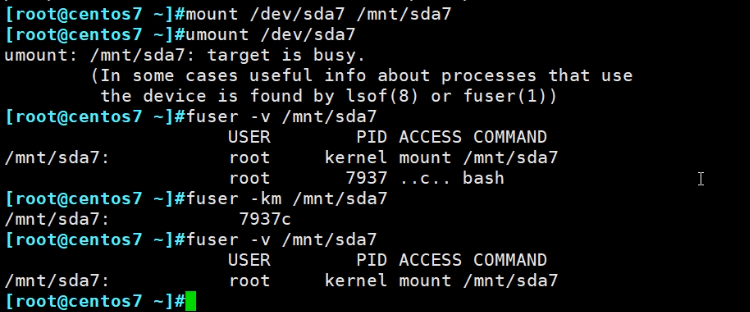 [root@centos7 ~]#mount /dev/sda7 /mnt/sda7
[root@centos7 ~]#umount /dev/sda7
umount: /mnt/sda7: target is busy.
        (In some cases useful info about processes that use
         the device is found by lsof(8) or fuser(1))
[root@centos7 ~]#fuser -v /mnt/sda7
                     USER        PID ACCESS COMMAND
/mnt/sda7:           root     kernel mount /mnt/sda7
                     root       7937 ..c.. bash
[root@centos7 ~]#fuser -km /mnt/sda7
/mnt/sda7:            7937c
[root@centos7 ~]#fuser -v /mnt/sda7
                     USER        PID ACCESS COMMAND
/mnt/sda7:           root     kernel mount /mnt/sda7
[root@centos7 ~]#